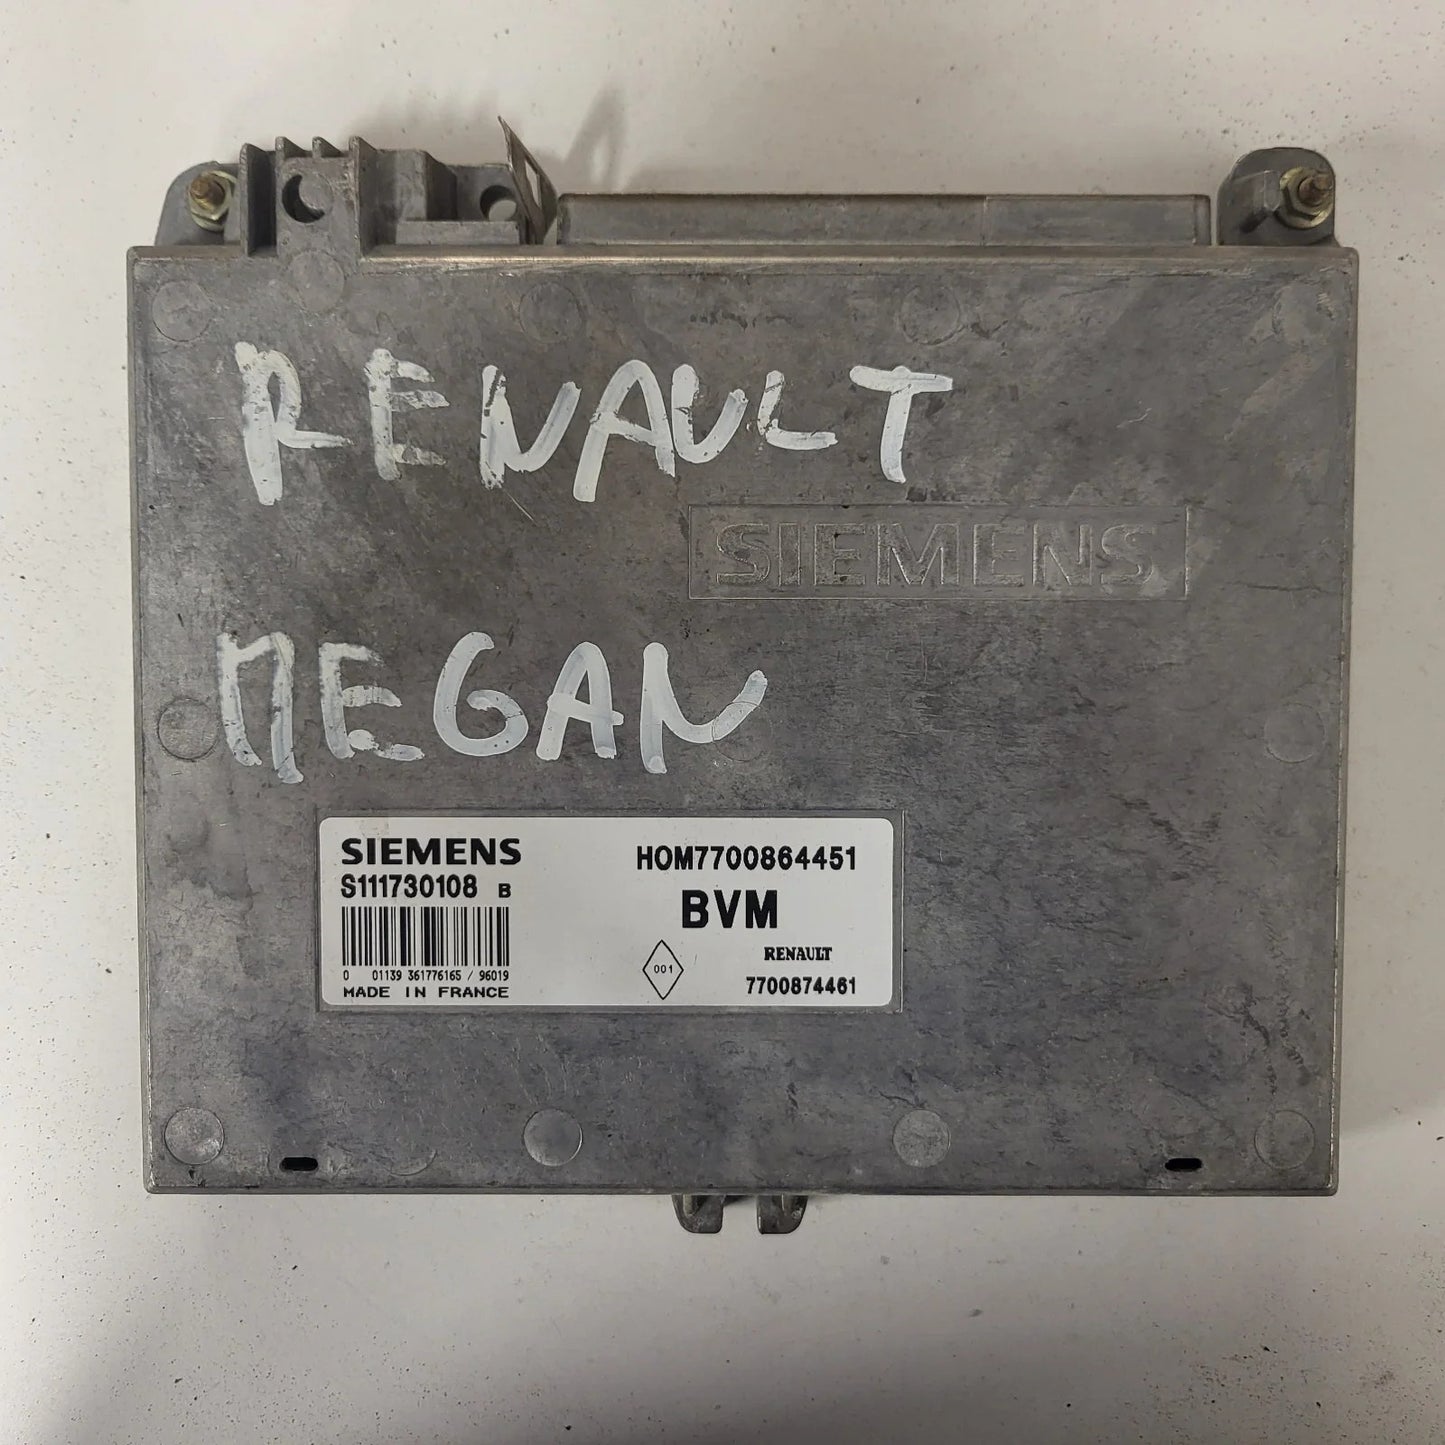 RENAULT
SIEMENS
MEGAN
SIEMENS
S111730108 B
0 01139 361776165 / 96019
MADE IN FRANCE
HOM7700864451
BVM
001
RENAULT
7700874461